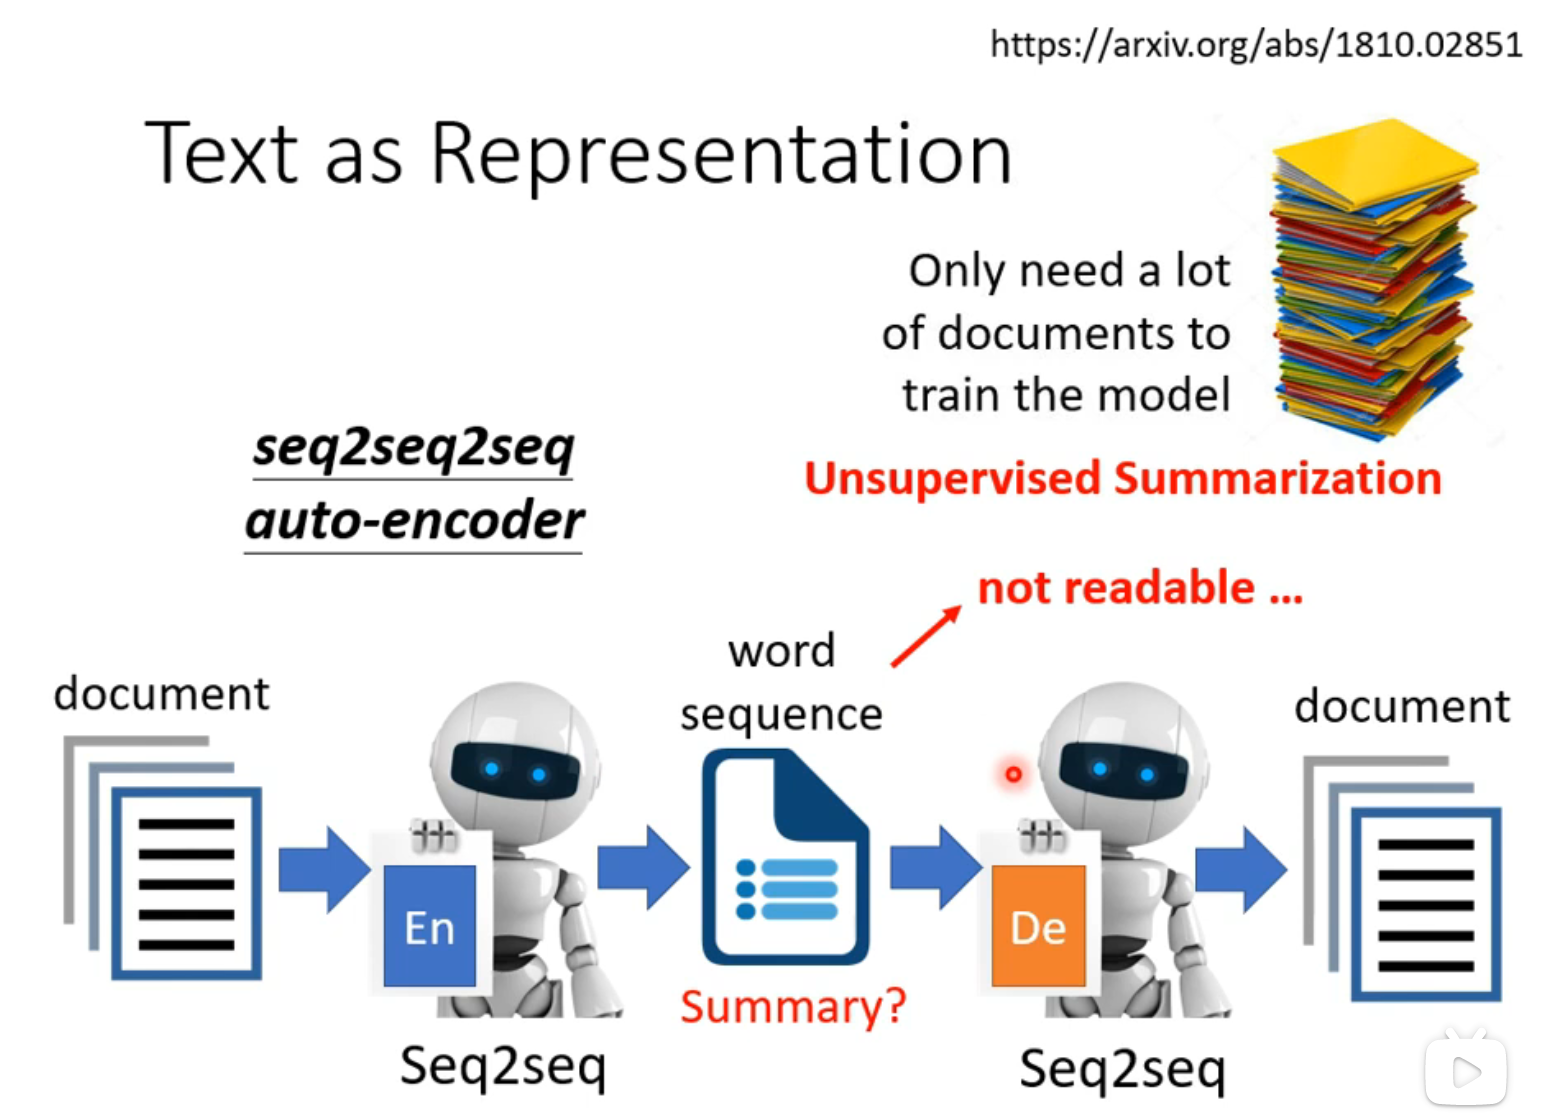 https://arxiv.org/abs/1810.02851
Text as Representation
Only need a lot
of documents to
train the model
seq2seq2seq
auto-encoder
Unsupervised Summarization
not readable ...
word
sequence
document
document
En
De
Summary?
Seq2seq
Seq2seq